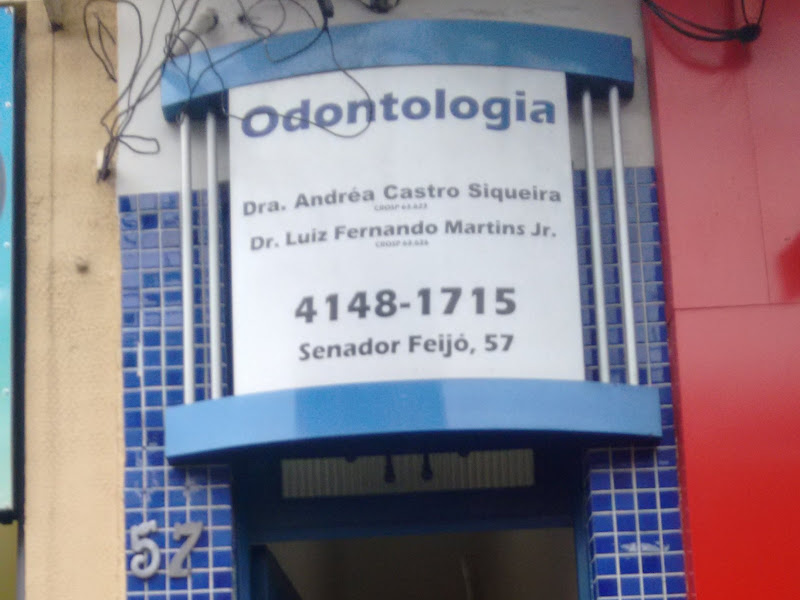 Odontologia
Dra. Andréa Castro Siqueira
Dr. Luiz Fernando Martins Jr.
4148-1715
Senador Feijó, 57
57